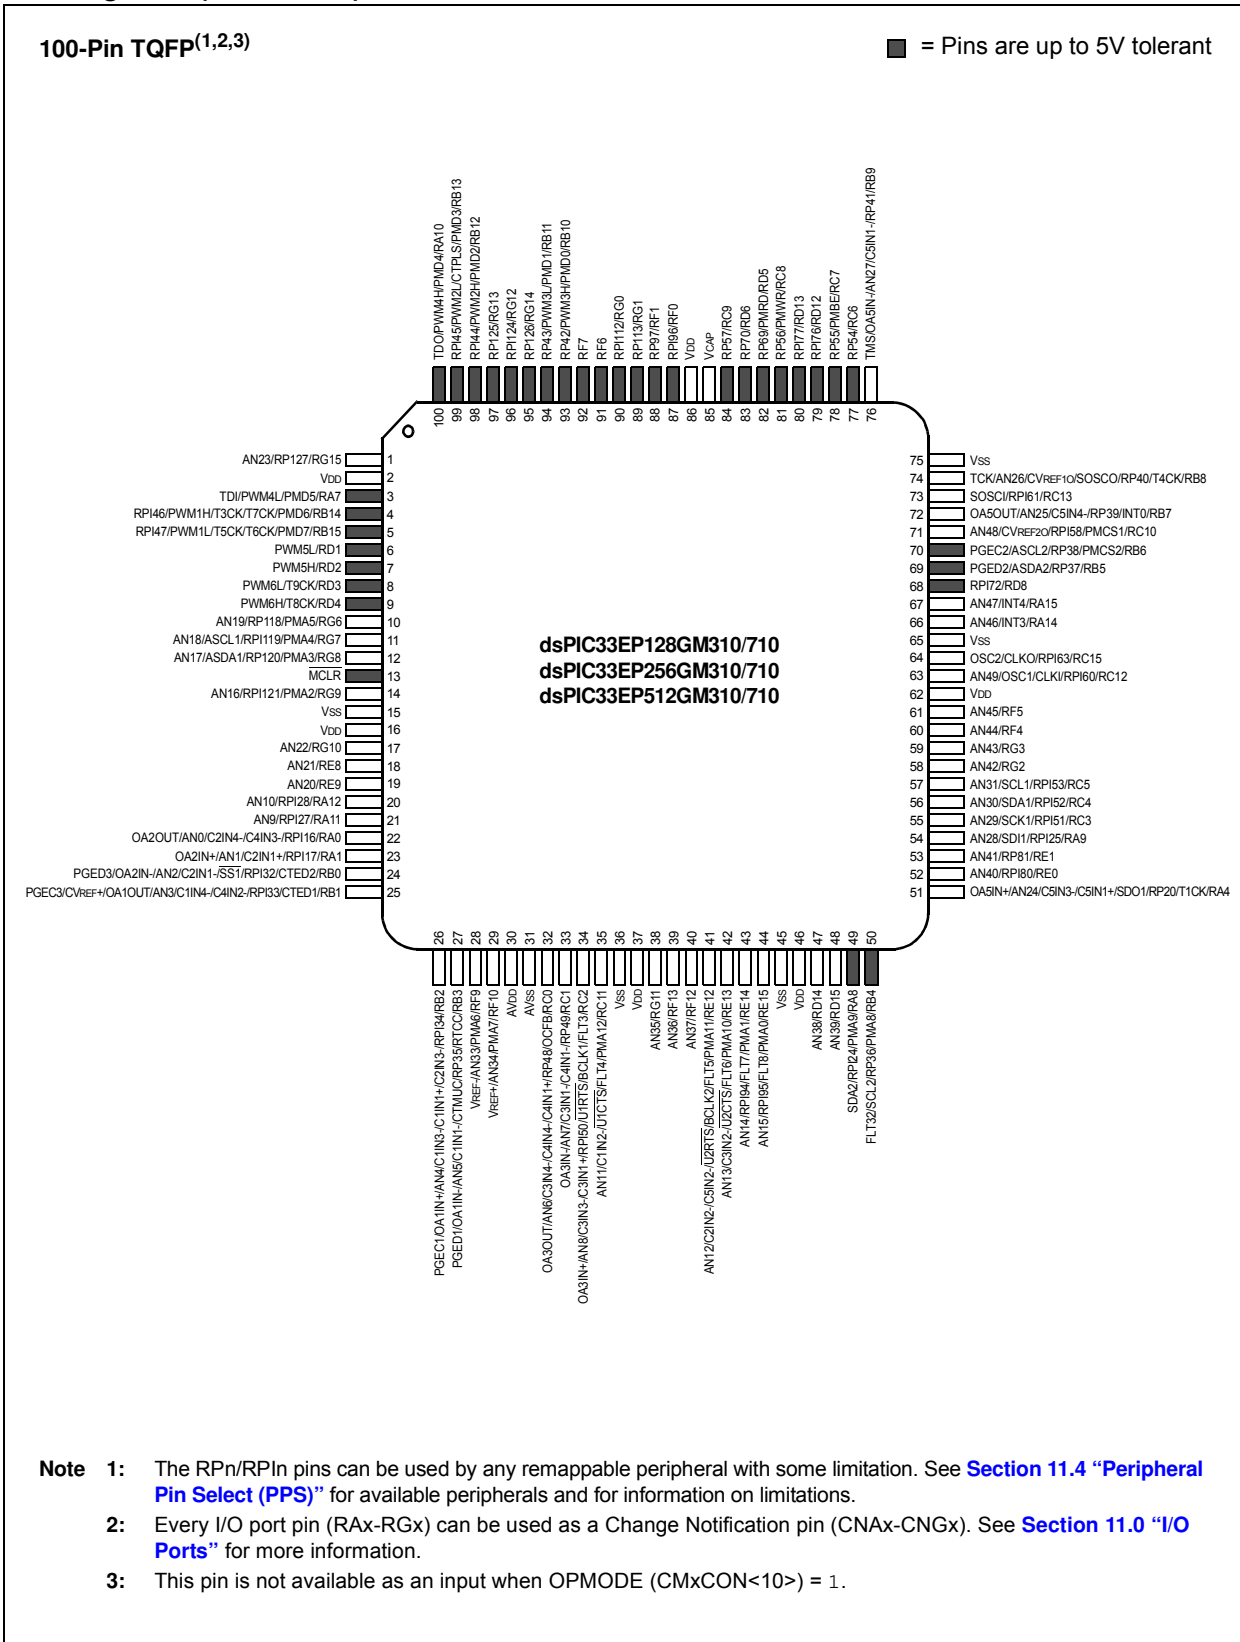 100-Pin TQFP(1,2,3)
= Pins are up to 5V tolerant
TDO/PWM4H/PMD4/RA10
RPI45/PWM2L/CTPLS/PMD3/RB13
RPI44/PWM2H/PMD2/RB12
RP125/RG13
RPI124/RG12
RP126/RG14
RP43/PWM3L/PMD1/RB11
RP42/PWM3H/PMD0/RB10
RF7
RF6
RPI112/RG0
RP113/RG1
RP97/RF1
RPI96/RF0
VDD
VCAP
RP57/RC9
RP70/RD6
RP69/PMRD/RD5
RP56/PMWR/RC8
RPI77/RD13
RPI76/RD12
RP55/PMBE/RC7
RP54/RC6
TMS/OA5IN-/AN27/C5IN1-/RP41/RB9
100 99 98 97 96 95 94 93 92 91 90 89 88 87 86 85 84 83 82 81 80 79 78 77 76
AN23/RP127/RG15 1
VDD 2
TDI/PWM4L/PMD5/RA7 3
RPI46/PWM1H/T3CK/T7CK/PMD6/RB14 4
RPI47/PWM1L/T5CK/T6CK/PMD7/RB15 5
PWM5L/RD1 6
PWM5H/RD2 7
PWM6L/T9CK/RD3 8
PWM6H/T8CK/RD4 9
AN19/RP118/PMA5/RG6 10
AN18/ASCL1/RPI119/PMA4/RG7 11
AN17/ASDA1/RP120/PMA3/RG8 12
MCLR 13
AN16/RPI121/PMA2/RG9 14
VSS 15
VDD 16
AN22/RG10 17
AN21/RE8 18
AN20/RE9 19
AN10/RPI28/RA12 20
AN9/RPI27/RA11 21
OA2OUT/AN0/C2IN4-/C4IN3-/RPI16/RA0 22
OA2IN+/AN1/C2IN1+/RPI17/RA1 23
PGED3/OA2IN-/AN2/C2IN1-/SS1/RPI32/CTED2/RB0 24
PGEC3/CVREF+/OA1OUT/AN3/C1IN4-/C4IN2-/RPI33/CTED1/RB1 25
75 VSS
74 TCK/AN26/CVREF1O/SOSCO/RP40/T4CK/RB8
73 SOSCI/RPI61/RC13
72 OA5OUT/AN25/C5IN4-/RP39/INT0/RB7
71 AN48/CVREF2O/RPI58/PMCS1/RC10
70 PGEC2/ASCL2/RP38/PMCS2/RB6
69 PGED2/ASDA2/RP37/RB5
68 RPI72/RD8
67 AN47/INT4/RA15
66 AN46/INT3/RA14
65 VSS
64 OSC2/CLKO/RPI63/RC15
63 AN49/OSC1/CLKI/RPI60/RC12
62 VDD
61 AN45/RF5
60 AN44/RF4
59 AN43/RG3
58 AN42/RG2
57 AN31/SCL1/RPI53/RC5
56 AN30/SDA1/RPI52/RC4
55 AN29/SCK1/RPI51/RC3
54 AN28/SDI1/RPI25/RA9
53 AN41/RP81/RE1
52 AN40/RPI80/RE0
51 OA5IN+/AN24/C5IN3-/C5IN1+/SDO1/RP20/T1CK/RA4
dsPIC33EP128GM310/710
dsPIC33EP256GM310/710
dsPIC33EP512GM310/710
26 27 28 29 30 31 32 33 34 35 36 37 38 39 40 41 42 43 44 45 46 47 48 49 50
PGEC1/OA1IN+/AN4/C1IN3-/C1IN1+/C2IN3-/RPI34/RB2
PGED1/OA1IN-/AN5/C1IN1-/CTMUC/RP35/RTCC/RB3
VREF-/AN33/PMA6/RF9
VREF+/AN34/PMA7/RF10
AVDD
AVSS
OA3OUT/AN6/C3IN4-/C4IN4-/C4IN1+/RP48/OCFB/RC0
OA3IN-/AN7/C3IN1-/C4IN1-/RP49/RC1
OA3IN+/AN8/C3IN3-/C3IN1+/RPI50/U1RTS/BCLK1/FLT3/RC2
AN11/C1IN2-/U1CTS/FLT4/PMA12/RC11
VSS
VDD
AN35/RG11
AN36/RF13
AN37/RF12
AN12/C2IN2-/C5IN2-/U2RTS/BCLK2/FLT5/PMA11/RE12
AN13/C3IN2-/U2CTS/FLT6/PMA10/RE13
AN14/RPI94/FLT7/PMA1/RE14
AN15/RPI95/FLT8/PMA0/RE15
VSS
VDD
AN38/RD14
AN39/RD15
SDA2/RPI24/PMA9/RA8
FLT32/SCL2/RP36/PMA8/RB4
Note 1: The RPn/RPIn pins can be used by any remappable peripheral with some limitation. See Section 11.4 “Peripheral
Pin Select (PPS)” for available peripherals and for information on limitations.
2: Every I/O port pin (RAx-RGx) can be used as a Change Notification pin (CNAx-CNGx). See Section 11.0 “I/O
Ports” for more information.
3: This pin is not available as an input when OPMODE (CMxCON<10>) = 1.